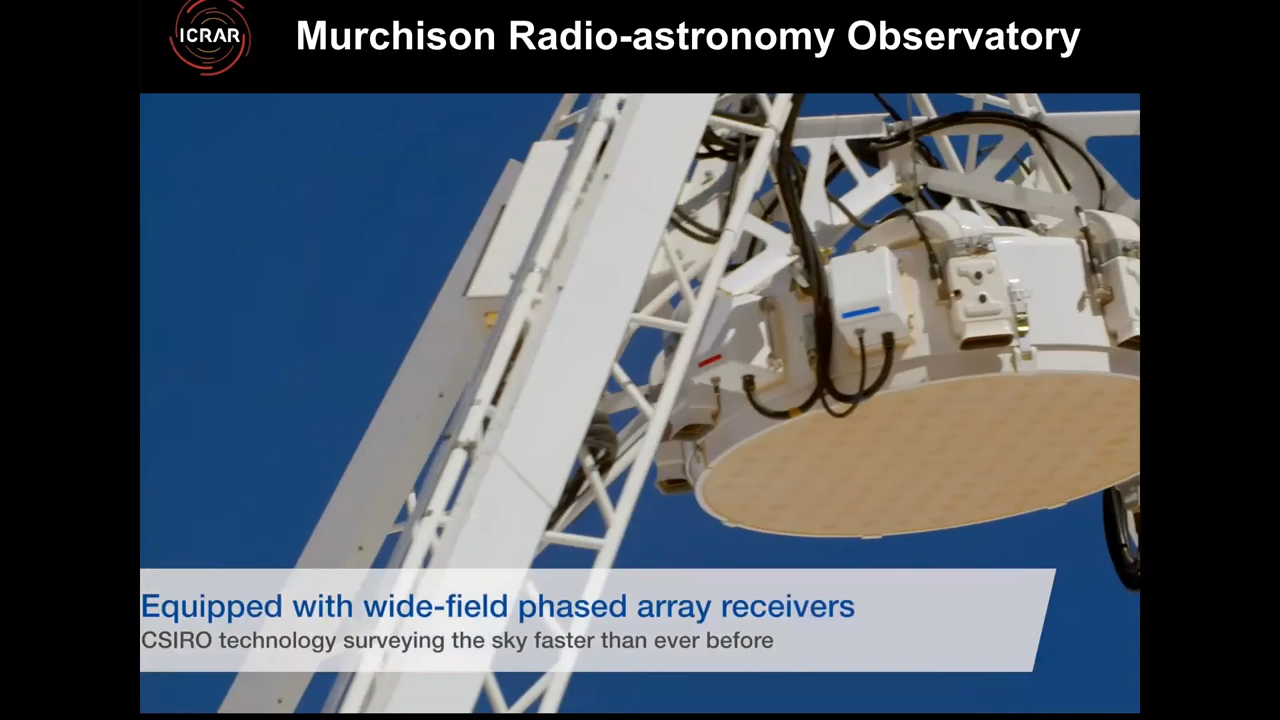 ICRAR
Murchison Radio-astronomy Observatory
Equipped with wide-field phased array receivers
CSIRO technology surveying the sky faster than ever before